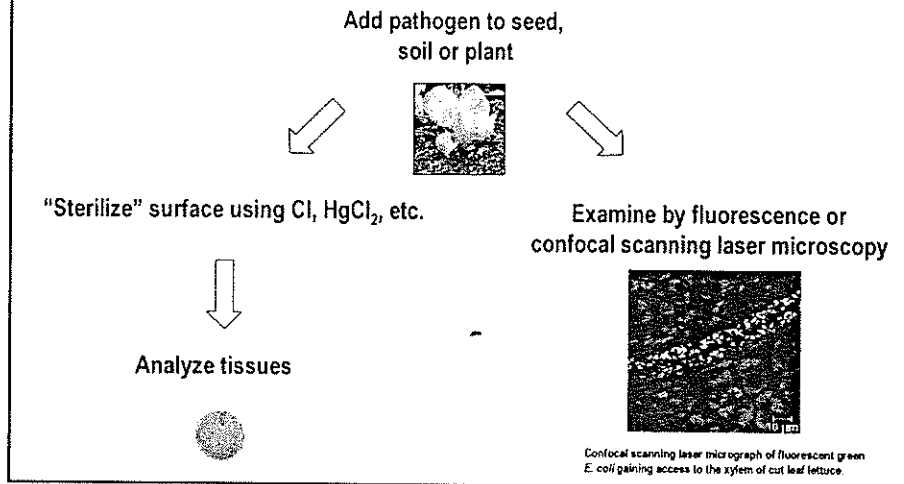 Add pathogen to seed,
soil or plant
"Sterilize" surface using Cl, HgCl₂, etc.
Analyze tissues
Examine by fluorescence or
confocal scanning laser microscopy
10 µm
Confocal scanning laser micrograph of fluorescent green
E. coli gaining access to the xylem of cut leaf lettuce.